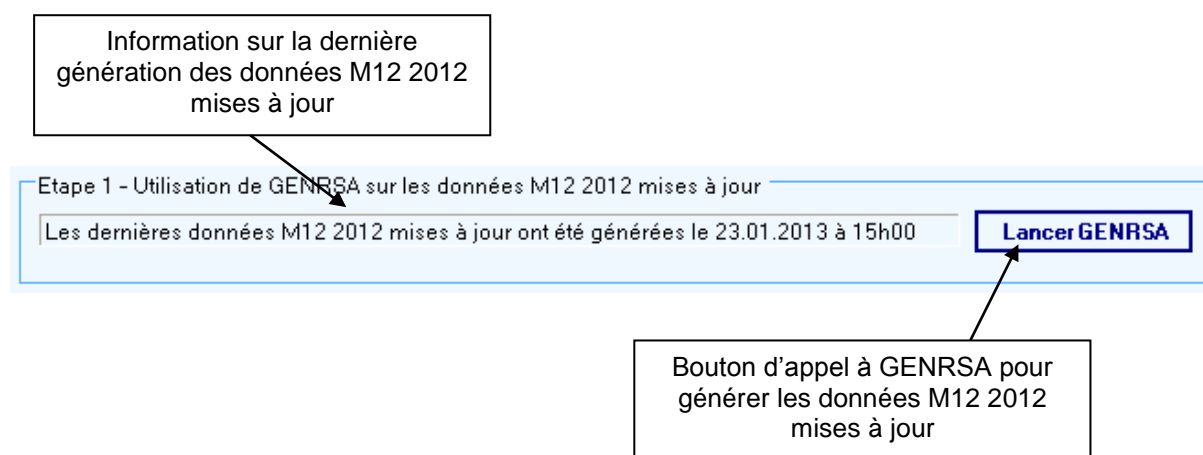 Information sur la dernière
génération des données M12 2012
mises à jour
Etape 1 - Utilisation de GENRSA sur les données M12 2012 mises à jour
Les dernières données M12 2012 mises à jour ont été générées le 23.01.2013 à 15h00
Lancer GENRSA
Bouton d’appel à GENRSA pour
générer les données M12 2012
mises à jour